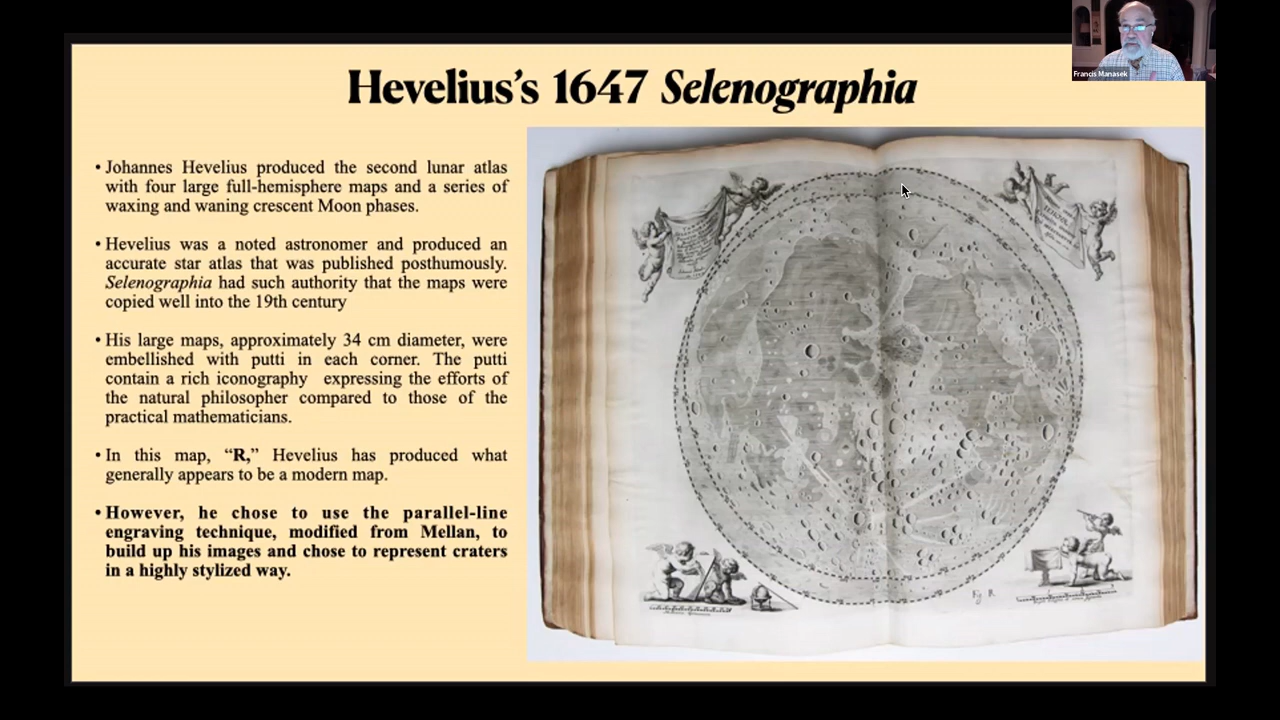 Francis Manasek
Hevelius's 1647 Selenographia
• Johannes Hevelius produced the second lunar atlas
with four large full-hemisphere maps and a series of
waxing and waning crescent Moon phases.
• Hevelius was a noted astronomer and produced an
accurate star atlas that was published posthumously.
Selenographia had such authority that the maps were
copied well into the 19th century
• His large maps, approximately 34 cm diameter, were
embellished with putti in each corner. The putti
contain a rich iconography expressing the efforts of
the natural philosopher compared to those of the
practical mathematicians.
• In this map, “R,” Hevelius has produced what
generally appears to be a modern map.
• However, he chose to use the parallel-line
engraving technique, modified from Mellan, to
build up his images and chose to represent craters
in a highly stylized way.
Fig. R.